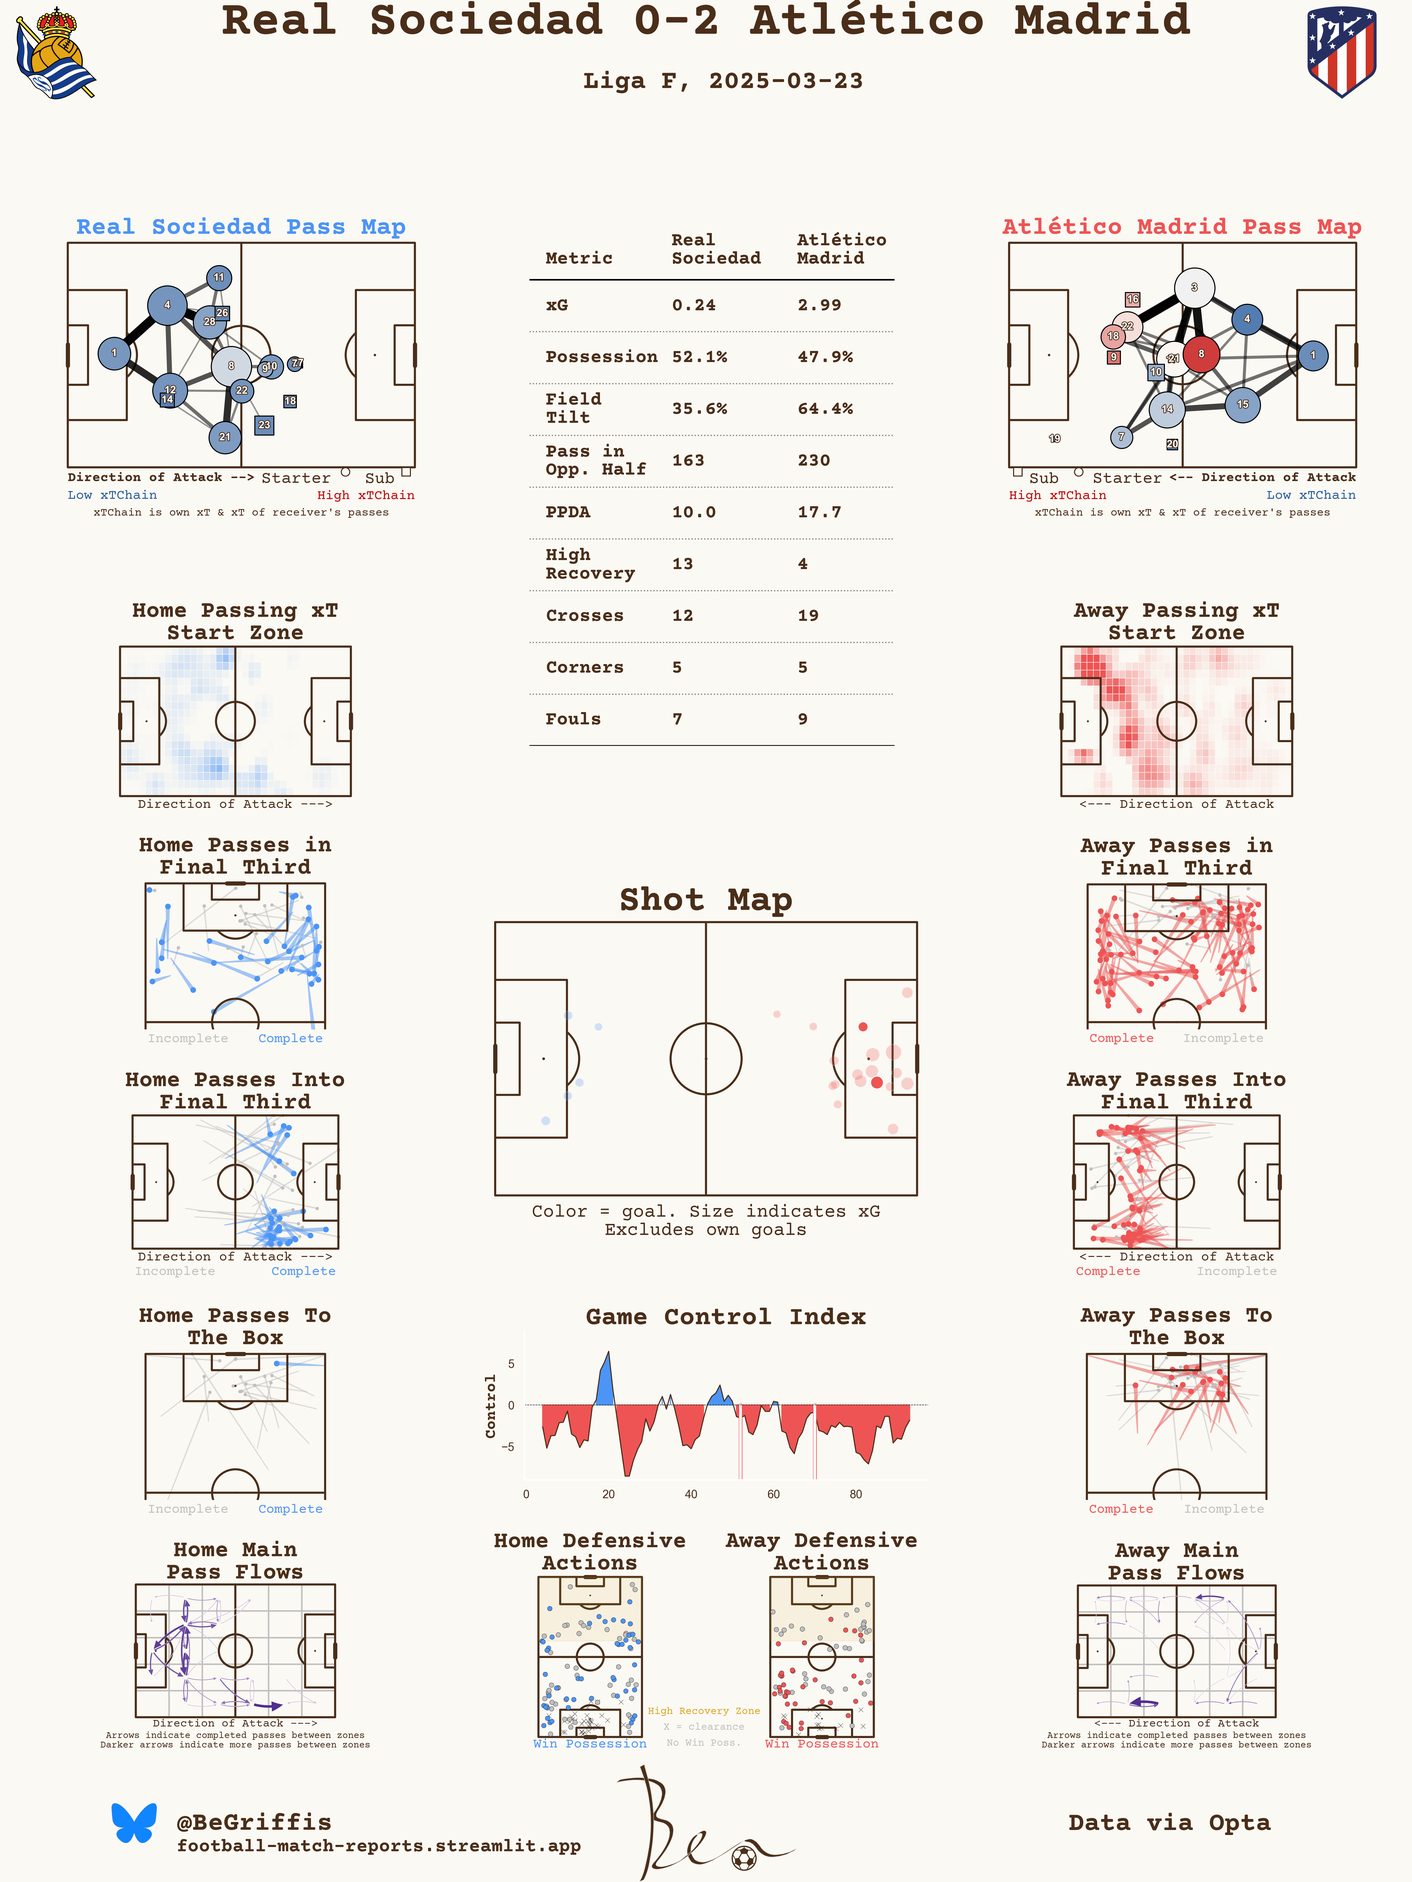 Real Sociedad 0-2 Atlético Madrid
Liga F, 2025-03-23
Real Sociedad Pass Map
11
4
26
28
1
8
9
10
77
12
14
22
18
23
21
Direction of Attack --> Starter Sub
Low xTChain High xTChain
xTChain is own xT & xT of receiver's passes
Metric Real Sociedad Atlético Madrid
xG 0.24 2.99
Possession 52.1% 47.9%
Field Tilt 35.6% 64.4%
Pass in Opp. Half 163 230
PPDA 10.0 17.7
High Recovery 13 4
Crosses 12 19
Corners 5 5
Fouls 7 9
Atlético Madrid Pass Map
3
16
22
4
18
9
21
8
1
10
14
15
7
19
20
Sub Starter <-- Direction of Attack
High xTChain Low xTChain
xTChain is own xT & xT of receiver's passes
Home Passing xT
Start Zone
Direction of Attack --->
Away Passing xT
Start Zone
<--- Direction of Attack
Home Passes in
Final Third
Incomplete Complete
Shot Map
Color = goal. Size indicates xG
Excludes own goals
Away Passes in
Final Third
Complete Incomplete
Home Passes Into
Final Third
Direction of Attack --->
Incomplete Complete
Away Passes Into
Final Third
<--- Direction of Attack
Complete Incomplete
Home Passes To
The Box
Incomplete Complete
Game Control Index
Control
5
0
−5
0 20 40 60 80
Away Passes To
The Box
Complete Incomplete
Home Main
Pass Flows
Direction of Attack --->
Arrows indicate completed passes between zones
Darker arrows indicate more passes between zones
Home Defensive
Actions
Win Possession
Away Defensive
Actions
Win Possession
High Recovery Zone
X = clearance
No Win Poss.
Away Main
Pass Flows
<--- Direction of Attack
Arrows indicate completed passes between zones
Darker arrows indicate more passes between zones
@BeGriffis
football-match-reports.streamlit.app
Ben
Data via Opta